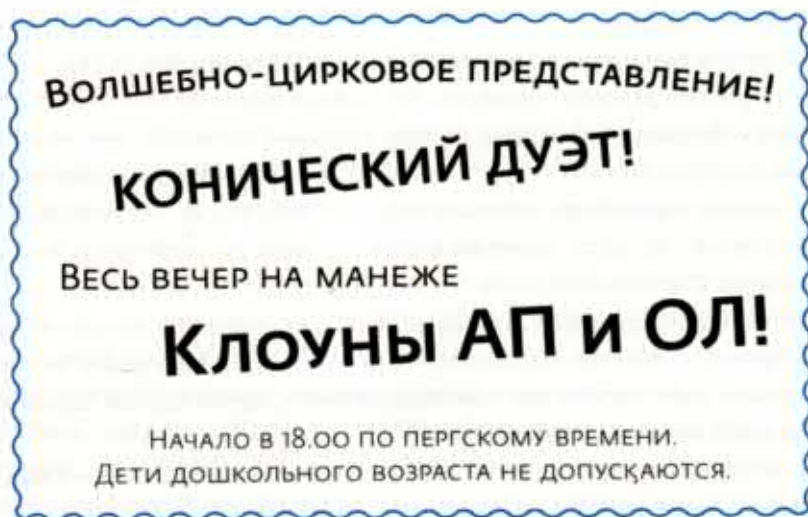 Волшебно-цирковое представление!
КОНИЧЕСКИЙ ДУЭТ!
Весь вечер на манеже
Клоуны АП и ОЛ!
Начало в 18.00 по пергскому времени.
Дети дошкольного возраста не допускаются.